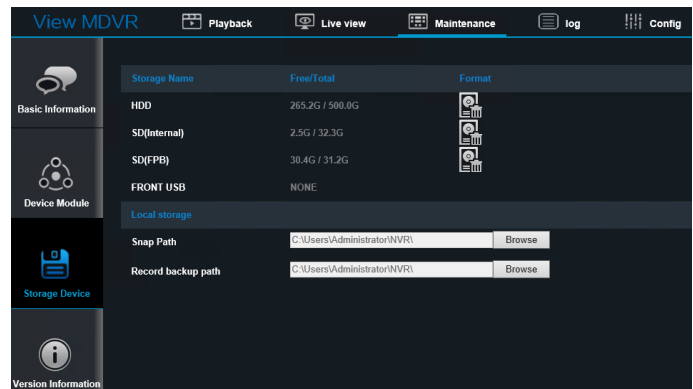 View MDVR Playback Live view Maintenance log Config
Storage Name Free/Total Format
Basic Information
HDD 265.2G / 500.0G
SD(Internal) 2.5G / 32.3G
SD(FPB) 30.4G / 31.2G
FRONT USB NONE
Device Module
Local storage
Snap Path C:\Users\Administrator\NVR\ Browse
Record backup path C:\Users\Administrator\NVR\ Browse
Storage Device
Version Information